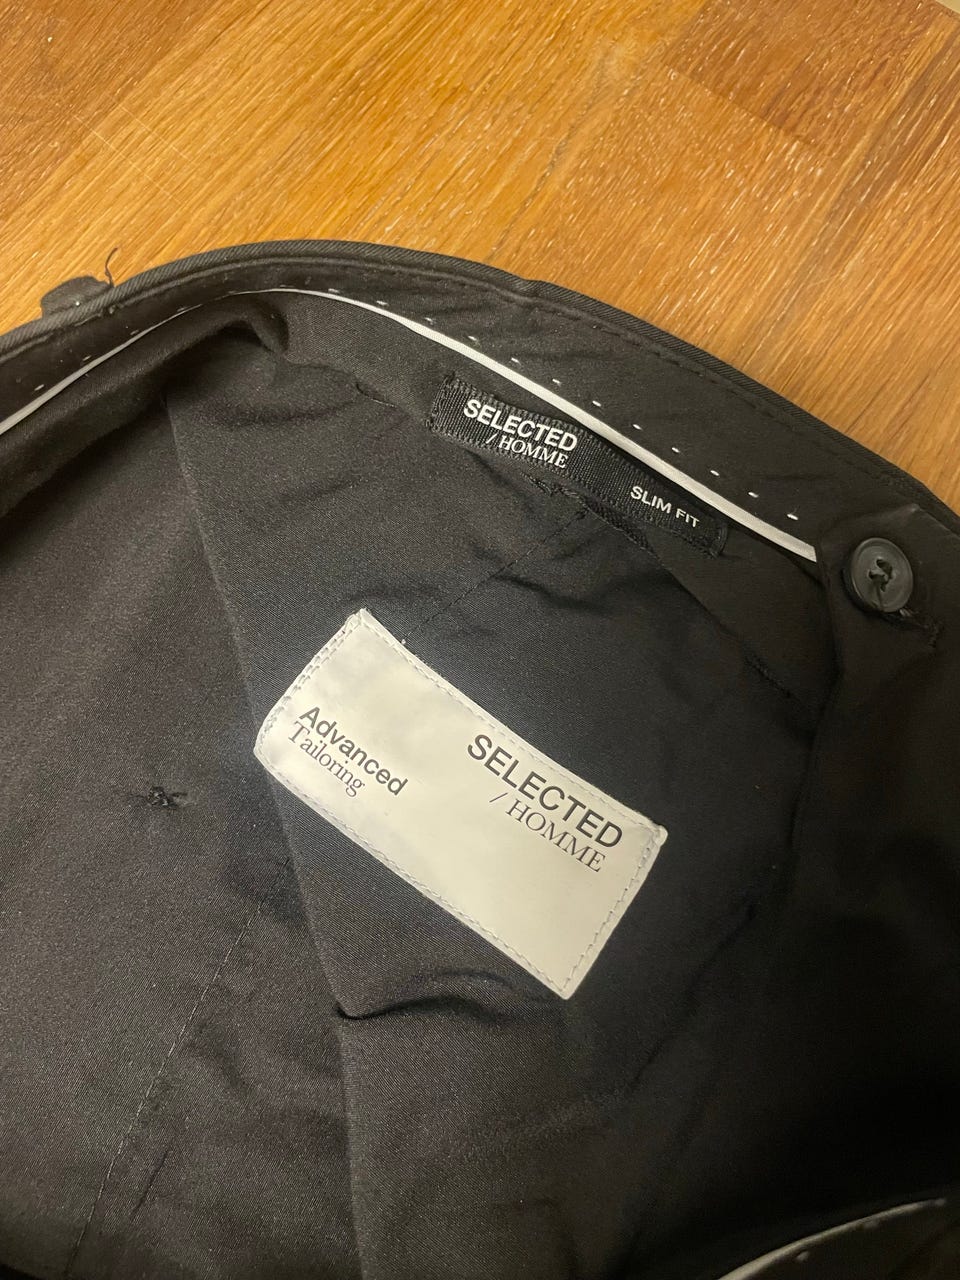 SELECTED
/ HOMME
SLIM FIT
Advanced
Tailoring
SELECTED
/ HOMME